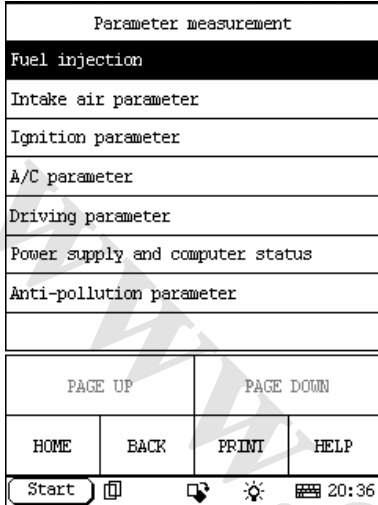 Parameter measurement
Fuel injection
Intake air parameter
Ignition parameter
A/C parameter
Driving parameter
Power supply and computer status
Anti-pollution parameter
PAGE UP PAGE DOWN
HOME BACK PRINT HELP
Start 20:36